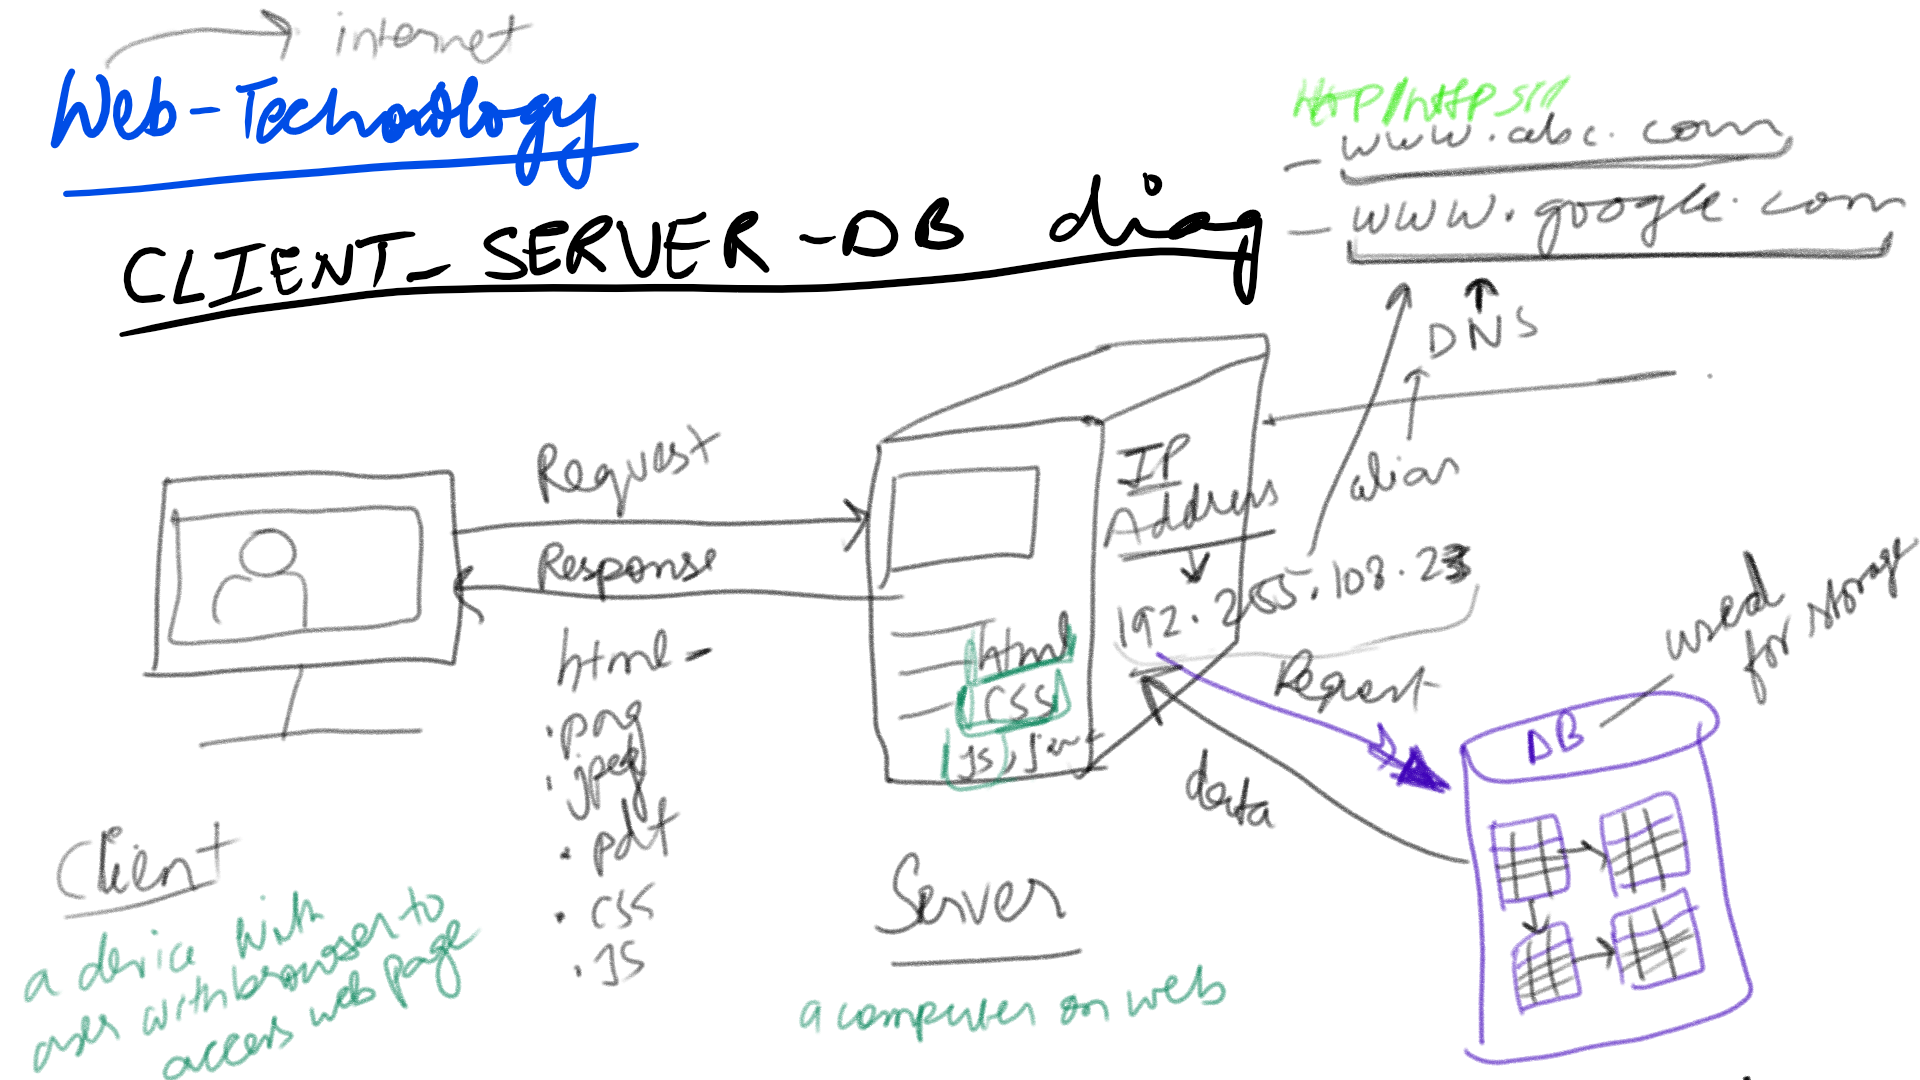 internet
Web-Technology
http/https://
- www.abc.com
- www.google.com
CLIENT-SERVER-DB diag
DNS
alias
Request
Response
IP
Address
192.255.108.23
html -
.png
.jpeg
.pdf
.css
.JS
html
CSS
JS,
Request
data
used
for storage
DB
Client
a device with
user with browser to
access web page
Server
a computer on web